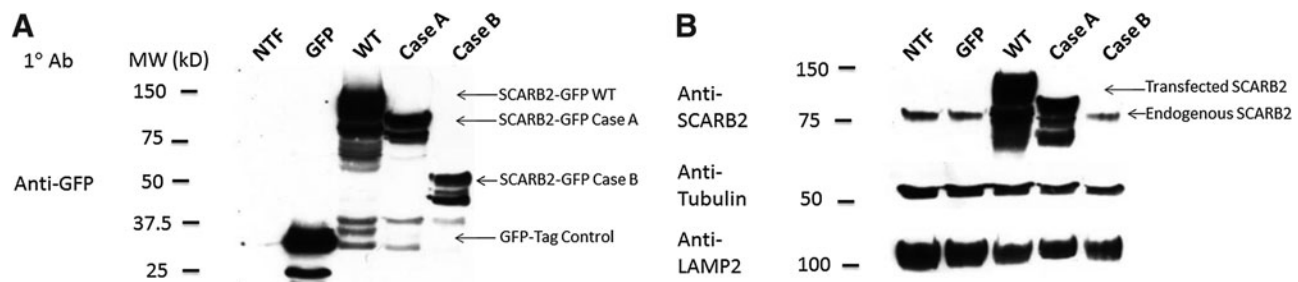 A
1° Ab
MW (kD)
NTF
GFP
WT
Case A
Case B
150
75
50
37.5
25
Anti-GFP
SCARB2-GFP WT
SCARB2-GFP Case A
SCARB2-GFP Case B
GFP-Tag Control
B
NTF
GFP
WT
Case A
Case B
Anti-
SCARB2
150
75
Transfected SCARB2
Endogenous SCARB2
Anti-
Tubulin
50
Anti-
LAMP2
100